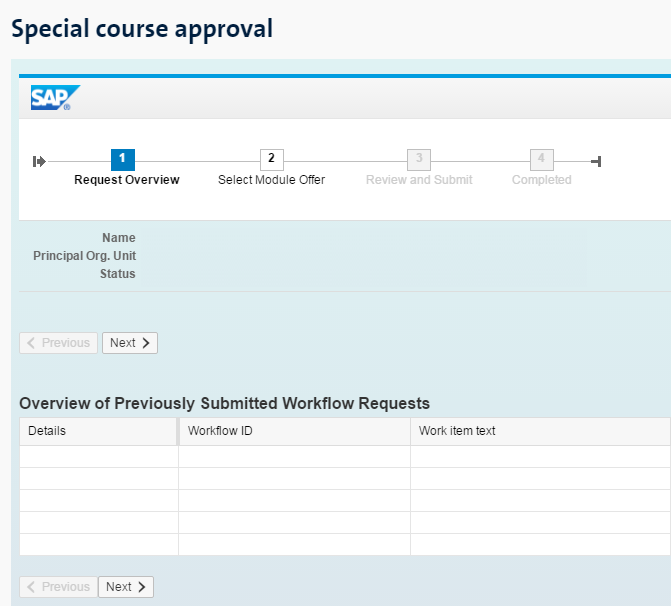 Special course approval
SAP®
1 2 3 4
Request Overview Select Module Offer Review and Submit Completed
Name
Principal Org. Unit
Status
Previous Next
Overview of Previously Submitted Workflow Requests
Details Workflow ID Work item text
Previous Next